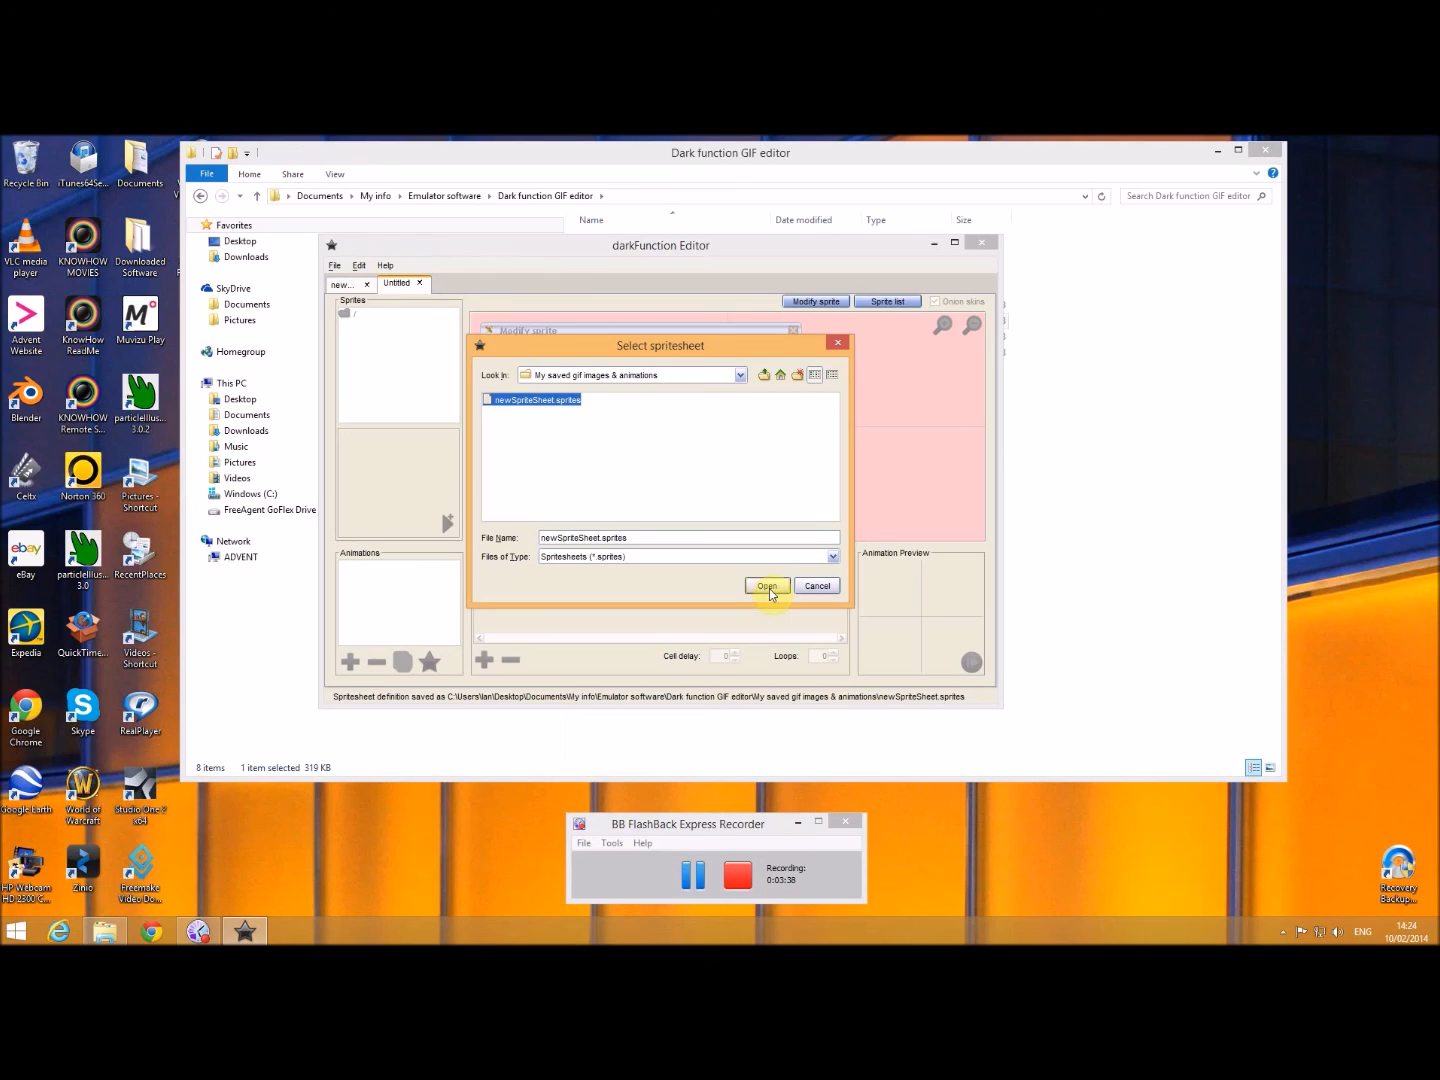 Recycle Bin
iTunes64Se...
Documents
VLC media player
KNOWHOW MOVIES
Downloaded Software
Advent Website
KnowHow ReadMe
Muvizu Play
Blender
KNOWHOW Remote S...
particleIllus... 3.0.2
Celtx
Norton 360
Pictures - Shortcut
eBay
particleIllus... 3.0
RecentPlaces
Expedia
QuickTime...
Videos - Shortcut
Google Chrome
Skype
RealPlayer
Google Earth
World of Warcraft
Studio One 2 x64
HP Webcam HD 2300 C...
Zinio
Freemake Video Do...
Dark function GIF editor
File Home Share View
Documents My info Emulator software Dark function GIF editor
Search Dark function GIF editor
Name Date modified Type Size
Favorites
Desktop
Downloads
SkyDrive
Documents
Pictures
Homegroup
This PC
Desktop
Documents
Downloads
Music
Pictures
Videos
Windows (C:)
FreeAgent GoFlex Drive
Network
ADVENT
8 items 1 item selected 319 KB
darkFunction Editor
File Edit Help
new... Untitled
Sprites
/
Modify sprite Sprite list Onion skins
Modify sprite
Select spritesheet
Look In: My saved gif images & animations
newSpriteSheet.sprites
File Name: newSpriteSheet.sprites
Files of Type: Spritesheets (*.sprites)
Open Cancel
Animations
Animation Preview
Cell delay: 0 Loops: 0
Spritesheet definition saved as C:\Users\Ian\Desktop\Documents\My info\Emulator software\Dark function GIF editor\My saved gif images & animations\newSpriteSheet.sprites
BB FlashBack Express Recorder
File Tools Help
Recording:
0:03:38
Recovery Backup...
ENG
14:24
10/02/2014